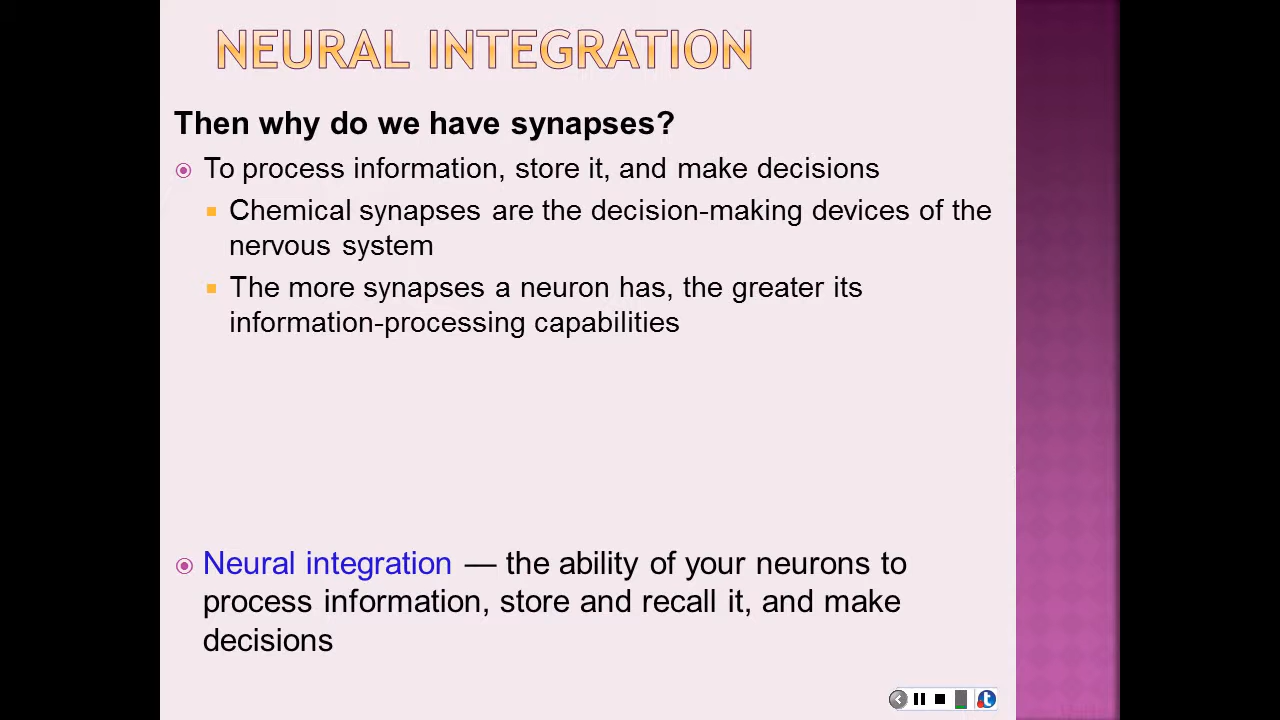 NEURAL INTEGRATION
Then why do we have synapses?
To process information, store it, and make decisions
Chemical synapses are the decision-making devices of the
nervous system
The more synapses a neuron has, the greater its
information-processing capabilities
Neural integration — the ability of your neurons to
process information, store and recall it, and make
decisions
t